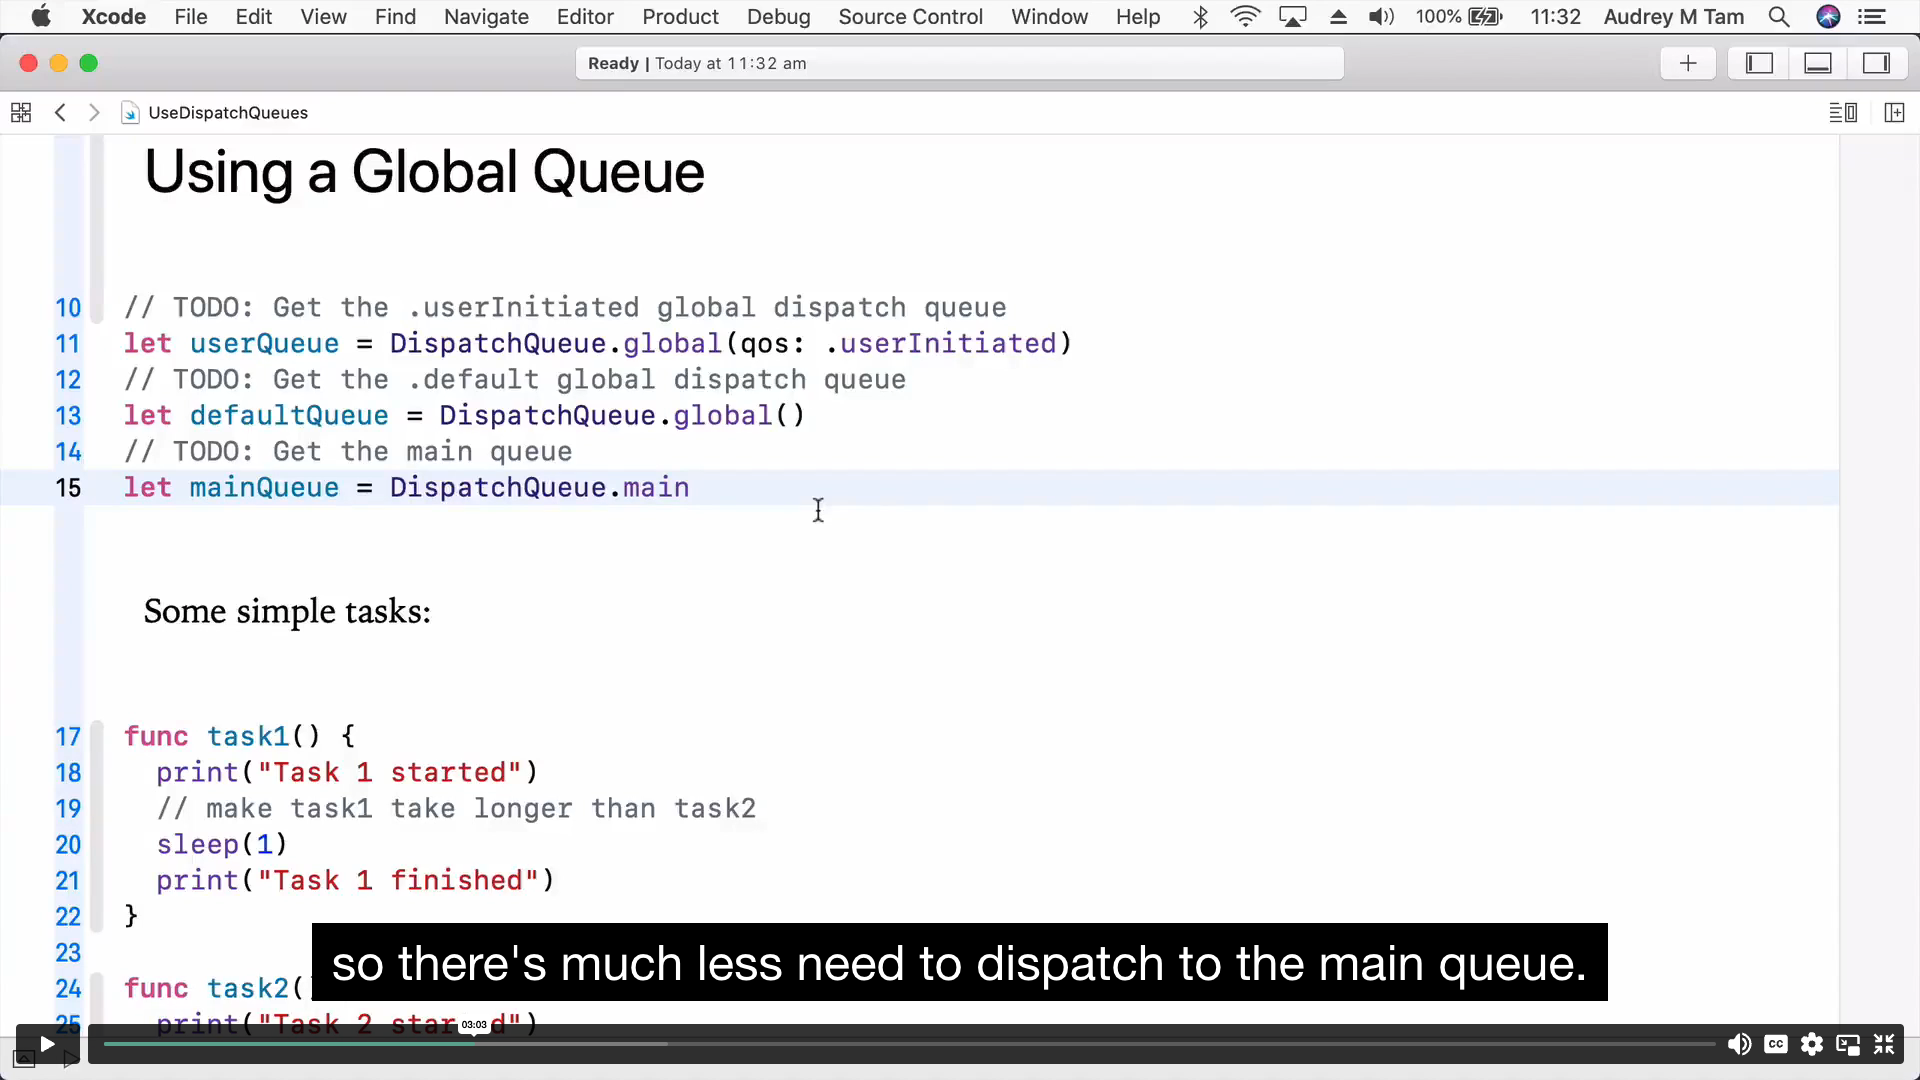 Xcode File Edit View Find Navigate Editor Product Debug Source Control Window Help 100% 11:32 Audrey M Tam
Ready | Today at 11:32 am
UseDispatchQueues
Using a Global Queue
10 // TODO: Get the .userInitiated global dispatch queue
11 let userQueue = DispatchQueue.global(qos: .userInitiated)
12 // TODO: Get the .default global dispatch queue
13 let defaultQueue = DispatchQueue.global()
14 // TODO: Get the main queue
15 let mainQueue = DispatchQueue.main
Some simple tasks:
17 func task1() {
18 print("Task 1 started")
19 // make task1 take longer than task2
20 sleep(1)
21 print("Task 1 finished")
22 }
23
so there's much less need to dispatch to the main queue.
24 func task2(
25 print("Task 2 star d")
03:03
CC